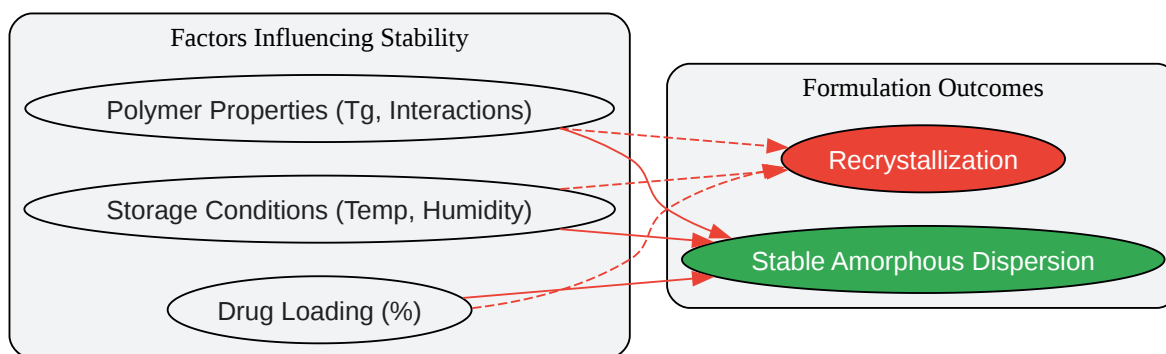 Factors Influencing Stability
Polymer Properties (Tg, Interactions)
Storage Conditions (Temp, Humidity)
Drug Loading (%)
Formulation Outcomes
Recrystallization
Stable Amorphous Dispersion